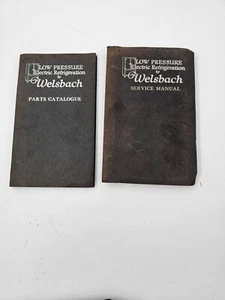 LOW PRESSURE
Electric Refrigeration
by
Welsbach
PARTS CATALOGUE
LOW PRESSURE
Electric Refrigeration
by
Welsbach
SERVICE MANUAL